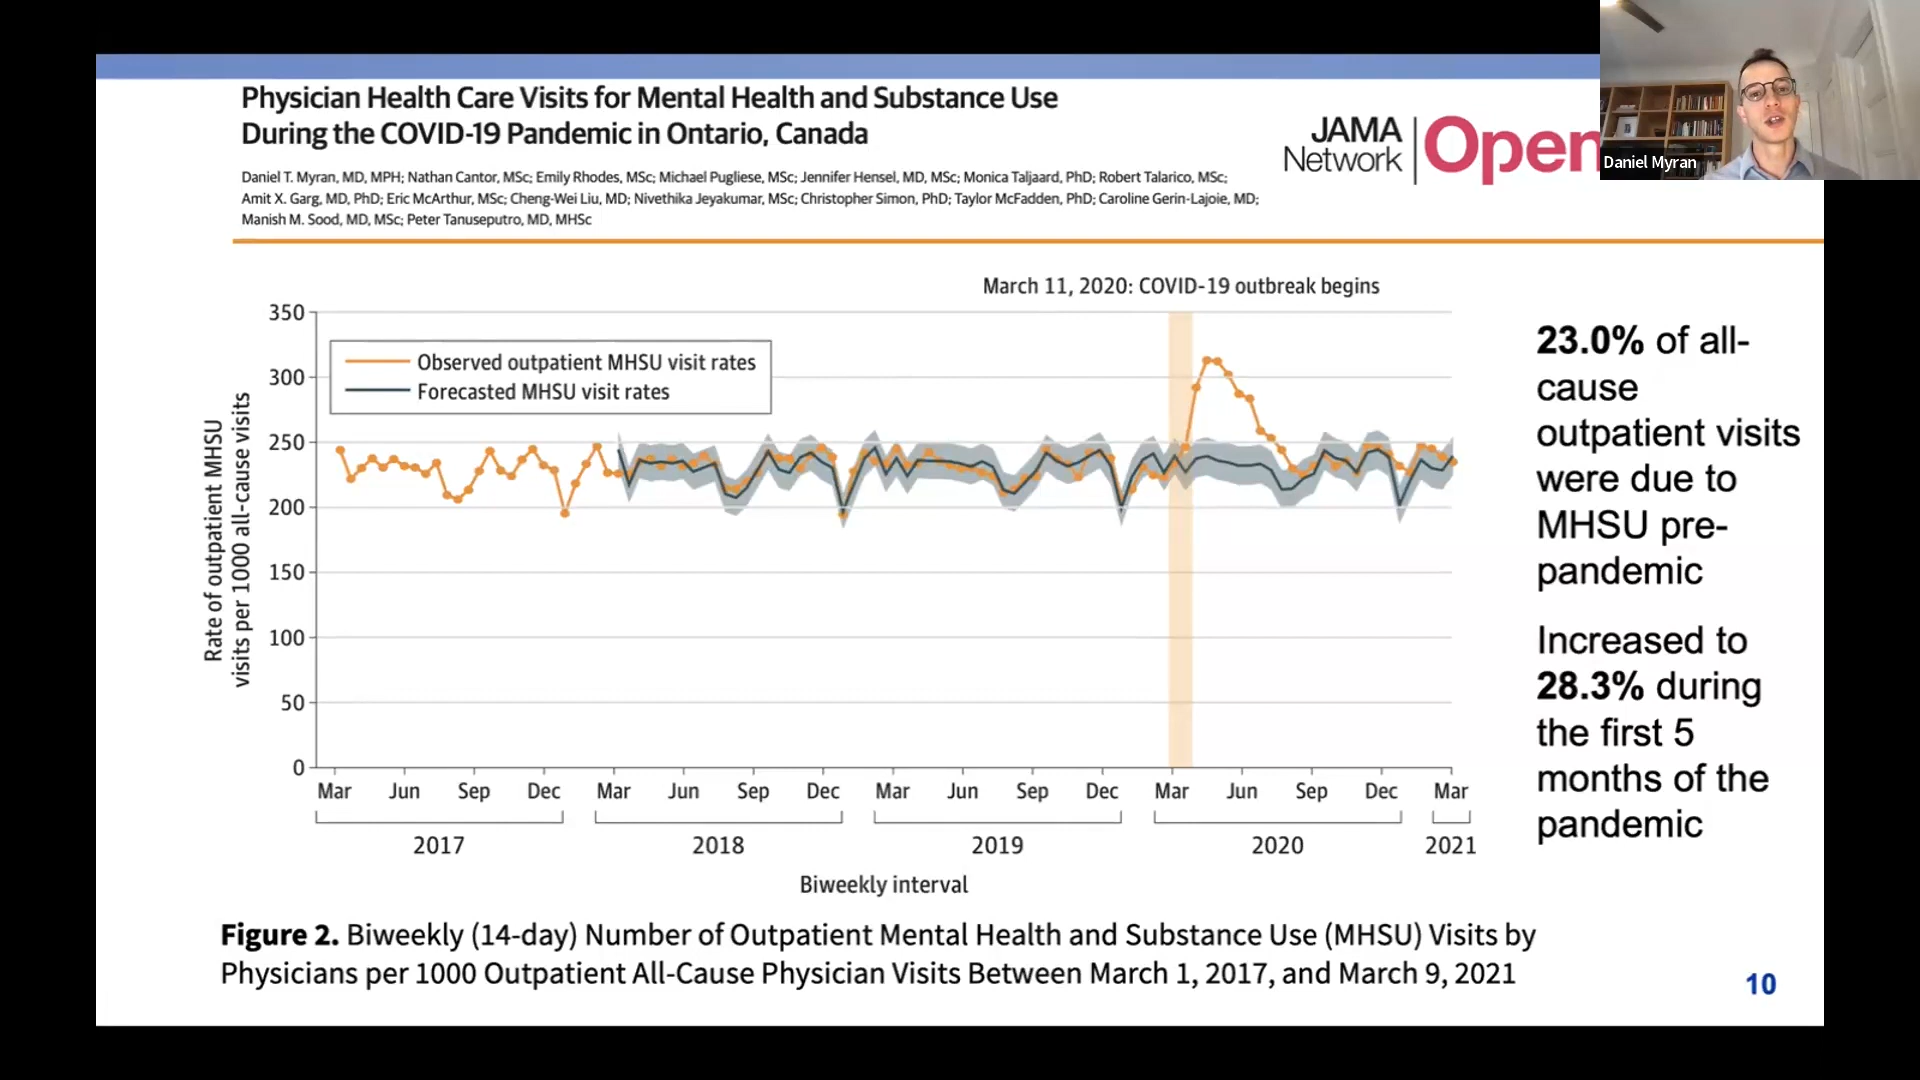 Physician Health Care Visits for Mental Health and Substance Use
During the COVID-19 Pandemic in Ontario, Canada
Daniel T. Myran, MD, MPH; Nathan Cantor, MSc; Emily Rhodes, MSc; Michael Pugliese, MSc; Jennifer Hensel, MD, MSc; Monica Taljaard, PhD; Robert Talarico, MSc;
Amit X. Garg, MD, PhD; Eric McArthur, MSc; Cheng-Wei Liu, MD; Nivethika Jeyakumar, MSc; Christopher Simon, PhD; Taylor McFadden, PhD; Caroline Gerin-Lajoie, MD;
Manish M. Sood, MD, MSc; Peter Tanuseputro, MD, MHSc
JAMA
Network
Open
Daniel Myran
March 11, 2020: COVID-19 outbreak begins
Observed outpatient MHSU visit rates
Forecasted MHSU visit rates
Rate of outpatient MHSU
visits per 1000 all-cause visits
350
300
250
200
150
100
50
0
Mar Jun Sep Dec Mar Jun Sep Dec Mar Jun Sep Dec Mar Jun Sep Dec Mar
2017 2018 2019 2020 2021
Biweekly interval
23.0% of all-
cause
outpatient visits
were due to
MHSU pre-
pandemic
Increased to
28.3% during
the first 5
months of the
pandemic
Figure 2. Biweekly (14-day) Number of Outpatient Mental Health and Substance Use (MHSU) Visits by
Physicians per 1000 Outpatient All-Cause Physician Visits Between March 1, 2017, and March 9, 2021
10